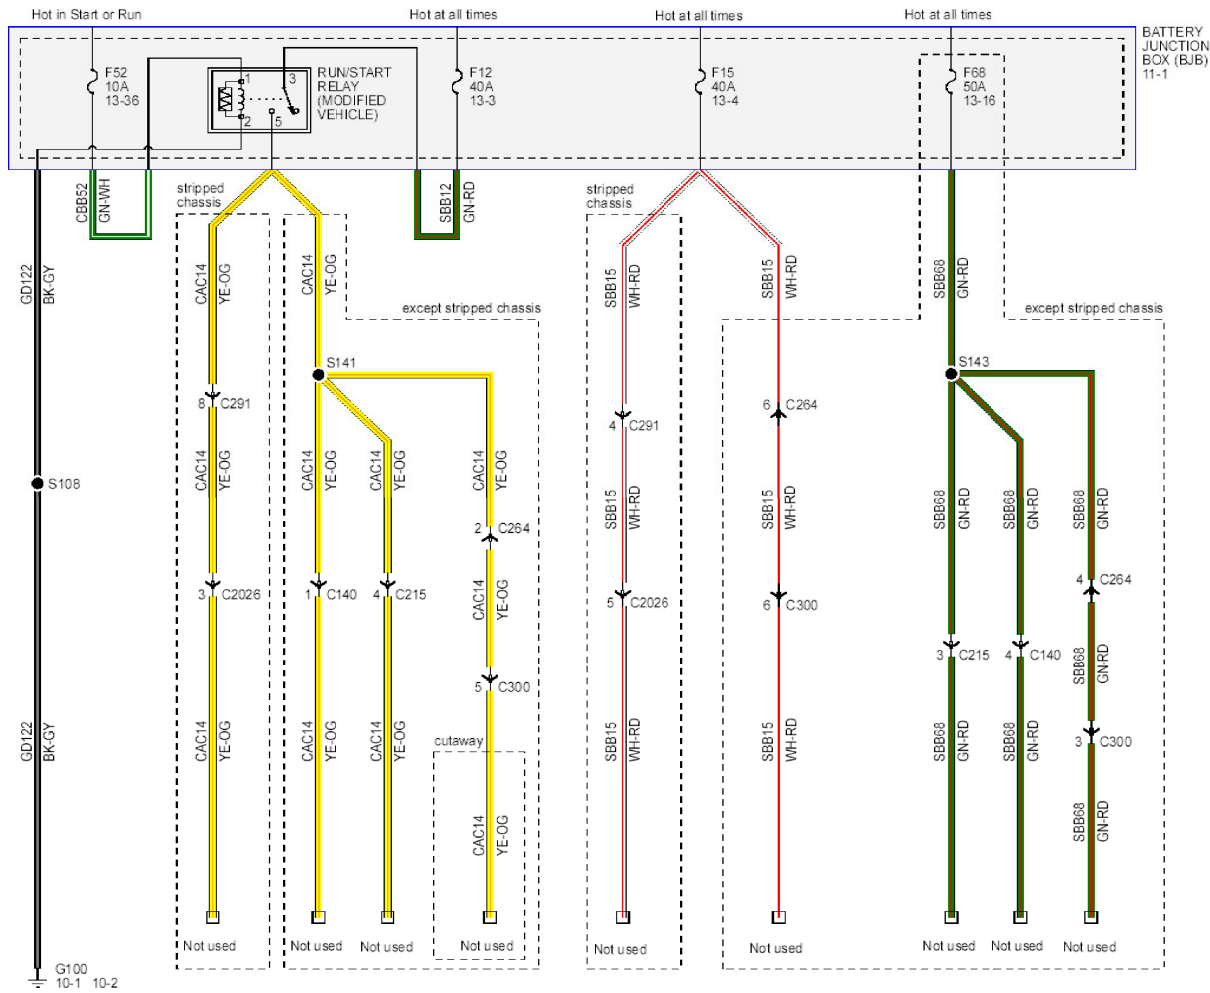 Hot in Start or Run
Hot at all times
Hot at all times
Hot at all times
BATTERY
JUNCTION
BOX (BJB)
11-1
F52
10A
13-36
1
3
2
5
RUN/START
RELAY
(MODIFIED
VEHICLE)
F12
40A
13-3
F15
40A
13-4
F68
50A
13-16
CBB52
GN-WH
stripped
chassis
SBB12
GN-RD
stripped
chassis
GD122
BK-GY
CAC14
YE-OG
CAC14
YE-OG
except stripped chassis
SBB15
WH-RD
SBB15
WH-RD
SBB68
GN-RD
except stripped chassis
S141
S143
8 C291
4 C291
6 C264
S108
CAC14
YE-OG
CAC14
YE-OG
CAC14
YE-OG
CAC14
YE-OG
SBB15
WH-RD
SBB15
WH-RD
SBB68
GN-RD
SBB68
GN-RD
SBB68
GN-RD
2 C264
3 C2026
1 C140
4 C215
CAC14
YE-OG
5 C2026
6 C300
4 C264
3 C215
4 C140
SBB68
GN-RD
5 C300
GD122
BK-GY
CAC14
YE-OG
CAC14
YE-OG
CAC14
YE-OG
cutaway
SBB15
WH-RD
SBB15
WH-RD
SBB68
GN-RD
SBB68
GN-RD
3 C300
CAC14
YE-OG
SBB68
GN-RD
Not used
Not used
Not used
Not used
Not used
Not used
Not used
Not used
Not used
G100
10-1 10-2